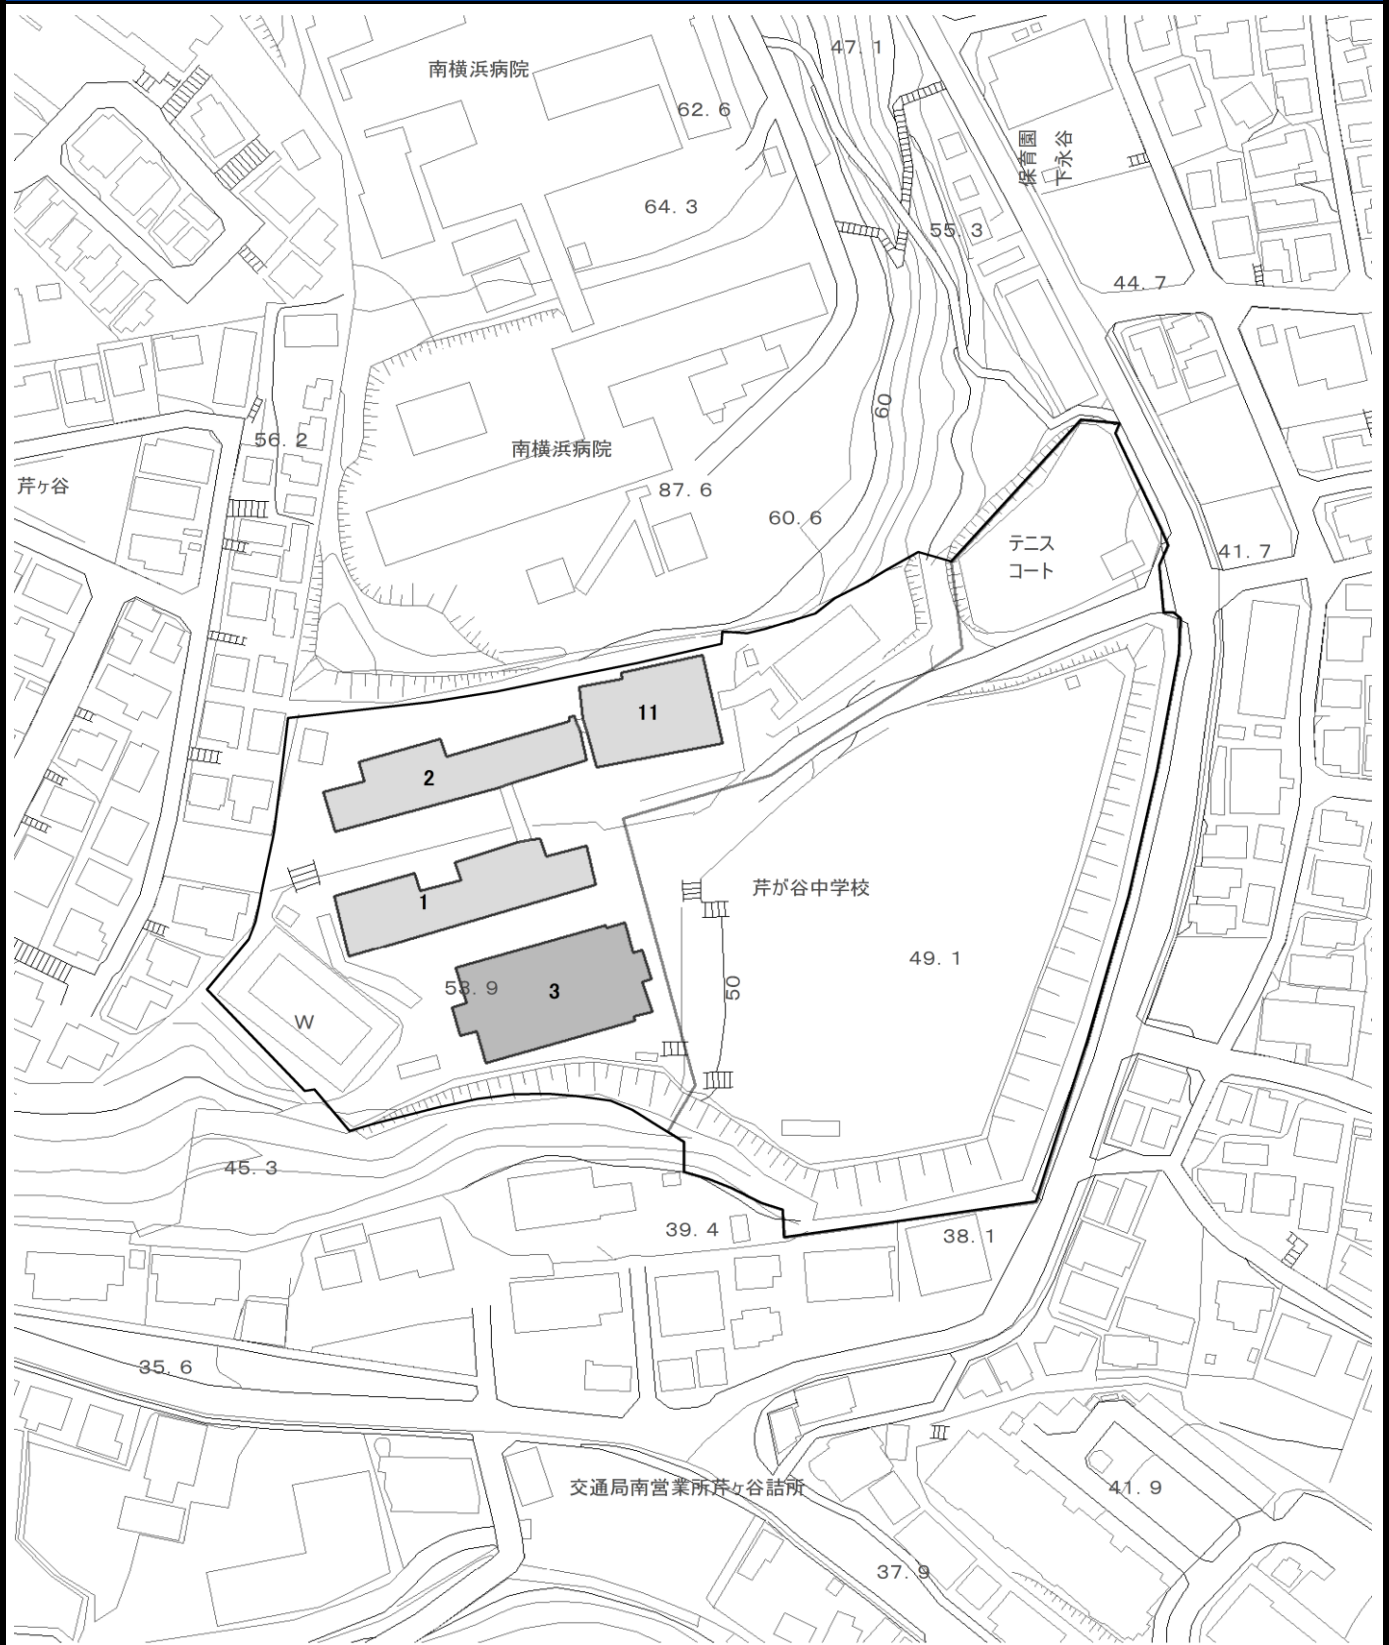 47. 1
南横浜病院
62. 6
保育園
下永谷
64. 3
55. 3
44. 7
60
56. 2
南横浜病院
芹ヶ谷
87. 6
60. 6
テニス
コート
41. 7
11
2
芹が谷中学校
1
49. 1
53. 9
3
50
W
45. 3
39. 4
38. 1
35. 6
交通局南営業所芹ヶ谷詰所
41. 9
37. 9